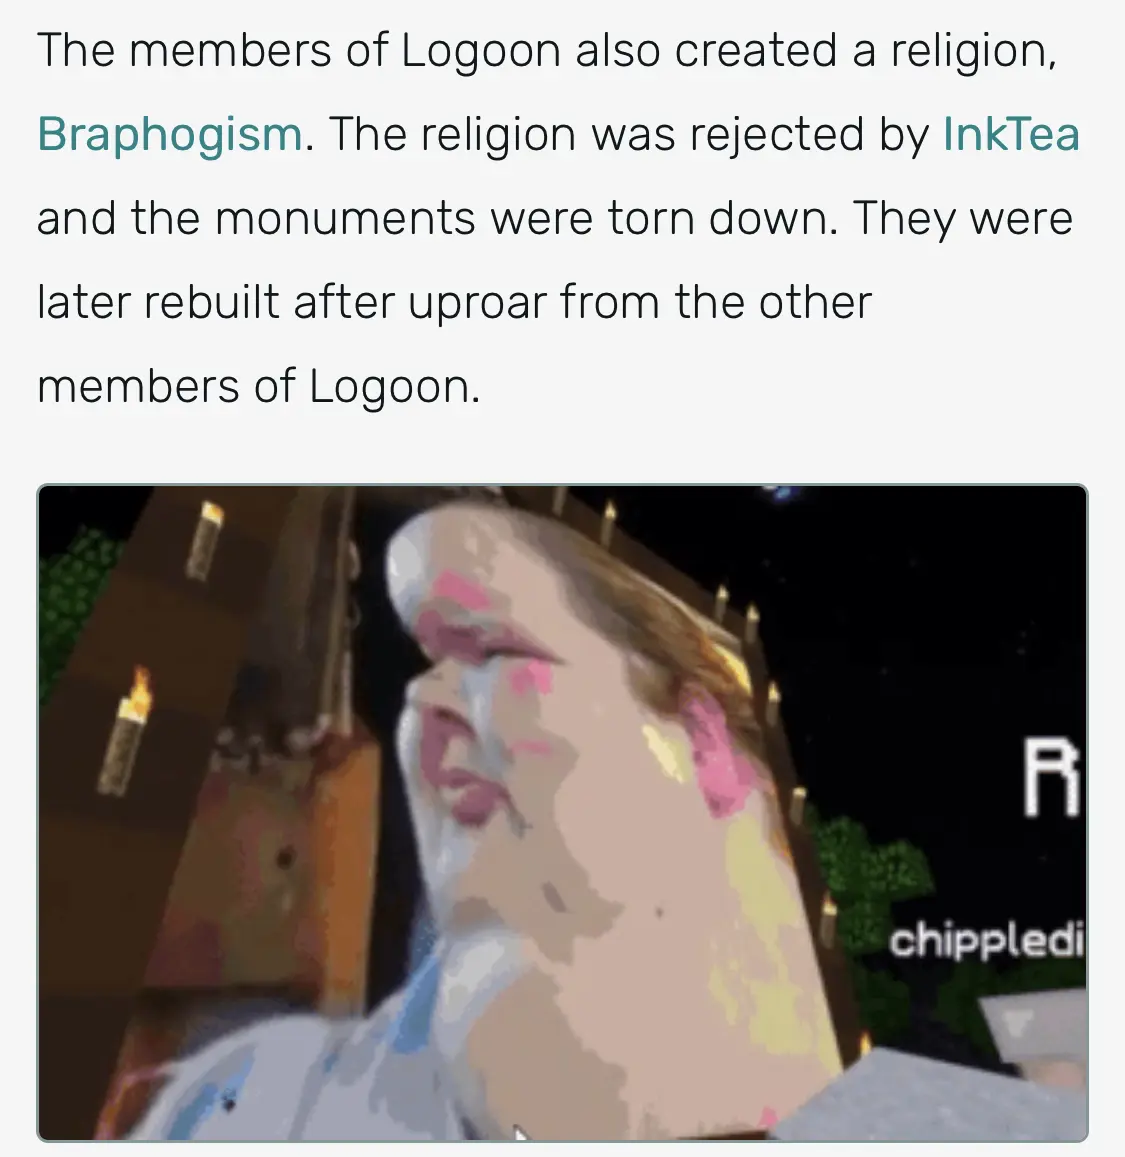 The members of Logoon also created a religion,
Braphogism. The religion was rejected by InkTea
and the monuments were torn down. They were
later rebuilt after uproar from the other
members of Logoon.
R
chippledi